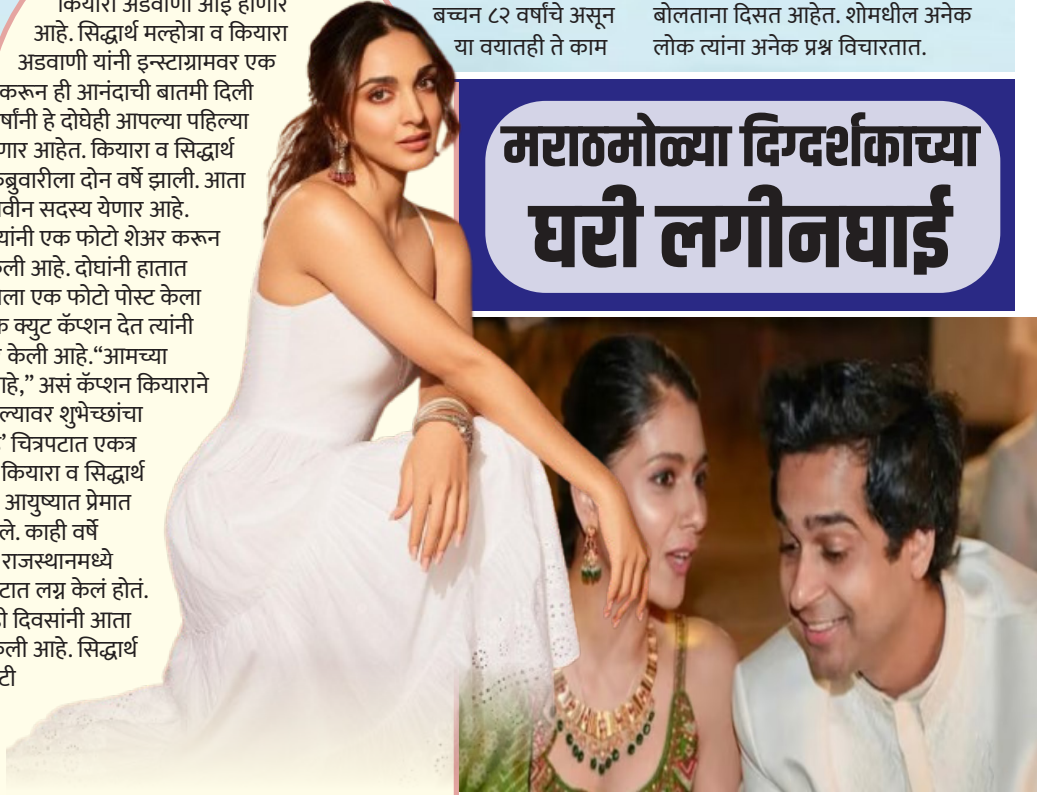 कियारा अडवाणी आई होणार
आहे. सिद्धार्थ मल्होत्रा व कियारा
अडवाणी यांनी इन्स्टाग्रामवर एक
करून ही आनंदाची बातमी दिली
र्षांनी हे दोघेही आपल्या पहिल्या
णार आहेत. कियारा व सिद्धार्थ
ब्रुवारीला दोन वर्षे झाली. आता
वीन सदस्य येणार आहे.
यांनी एक फोटो शेअर करून
ली आहे. दोघांनी हातात
ला एक फोटो पोस्ट केला
क्युट कॅप्शन देत त्यांनी
केली आहे.“आमच्या
हे,” असं कॅप्शन कियाराने
ल्यावर शुभेच्छांचा
’ चित्रपटात एकत्र
कियारा व सिद्धार्थ
आयुष्यात प्रेमात
ले. काही वर्षे
राजस्थानमध्ये
टात लग्न केलं होतं.
दिवसांनी आता
ली आहे. सिद्धार्थ
टी
बच्चन ८२ वर्षांचे असून
या वयातही ते काम
बोलताना दिसत आहेत. शोमधील अनेक
लोक त्यांना अनेक प्रश्न विचारतात.
मराठमोळ्या दिग्दर्शकाच्या
घरी लगीनघाई